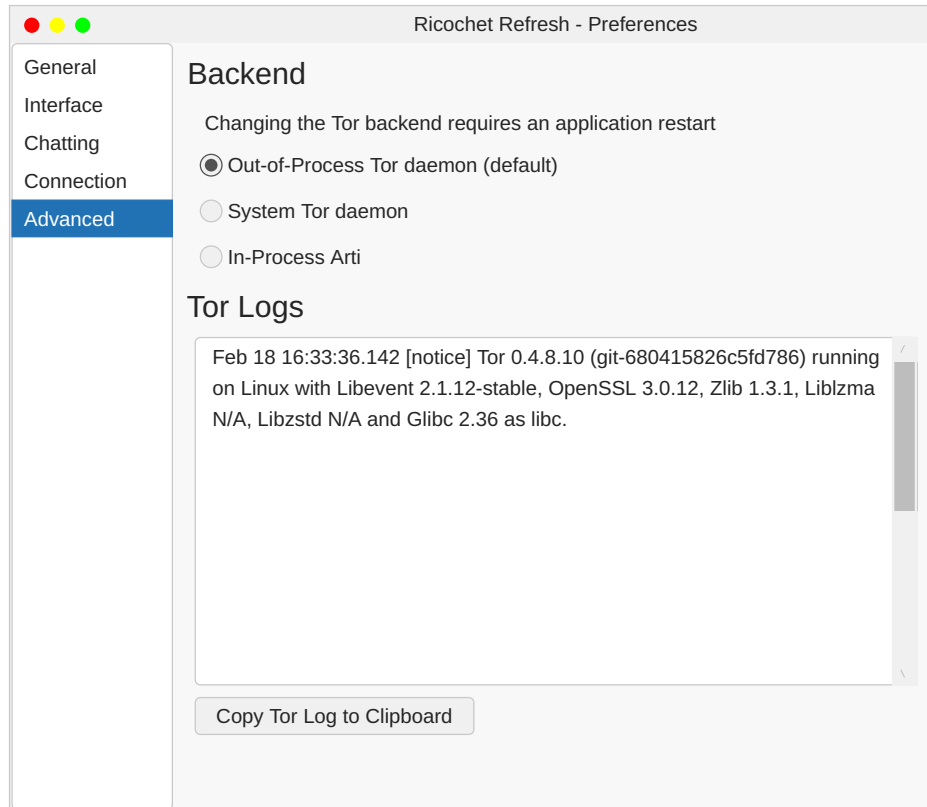 Ricochet Refresh - Preferences
General
Interface
Chatting
Connection
Advanced
Backend
Changing the Tor backend requires an application restart
Out-of-Process Tor daemon (default)
System Tor daemon
In-Process Arti
Tor Logs
Feb 18 16:33:36.142 [notice] Tor 0.4.8.10 (git-680415826c5fd786) running
on Linux with Libevent 2.1.12-stable, OpenSSL 3.0.12, Zlib 1.3.1, Liblzma
N/A, Libzstd N/A and Glibc 2.36 as libc.
Copy Tor Log to Clipboard